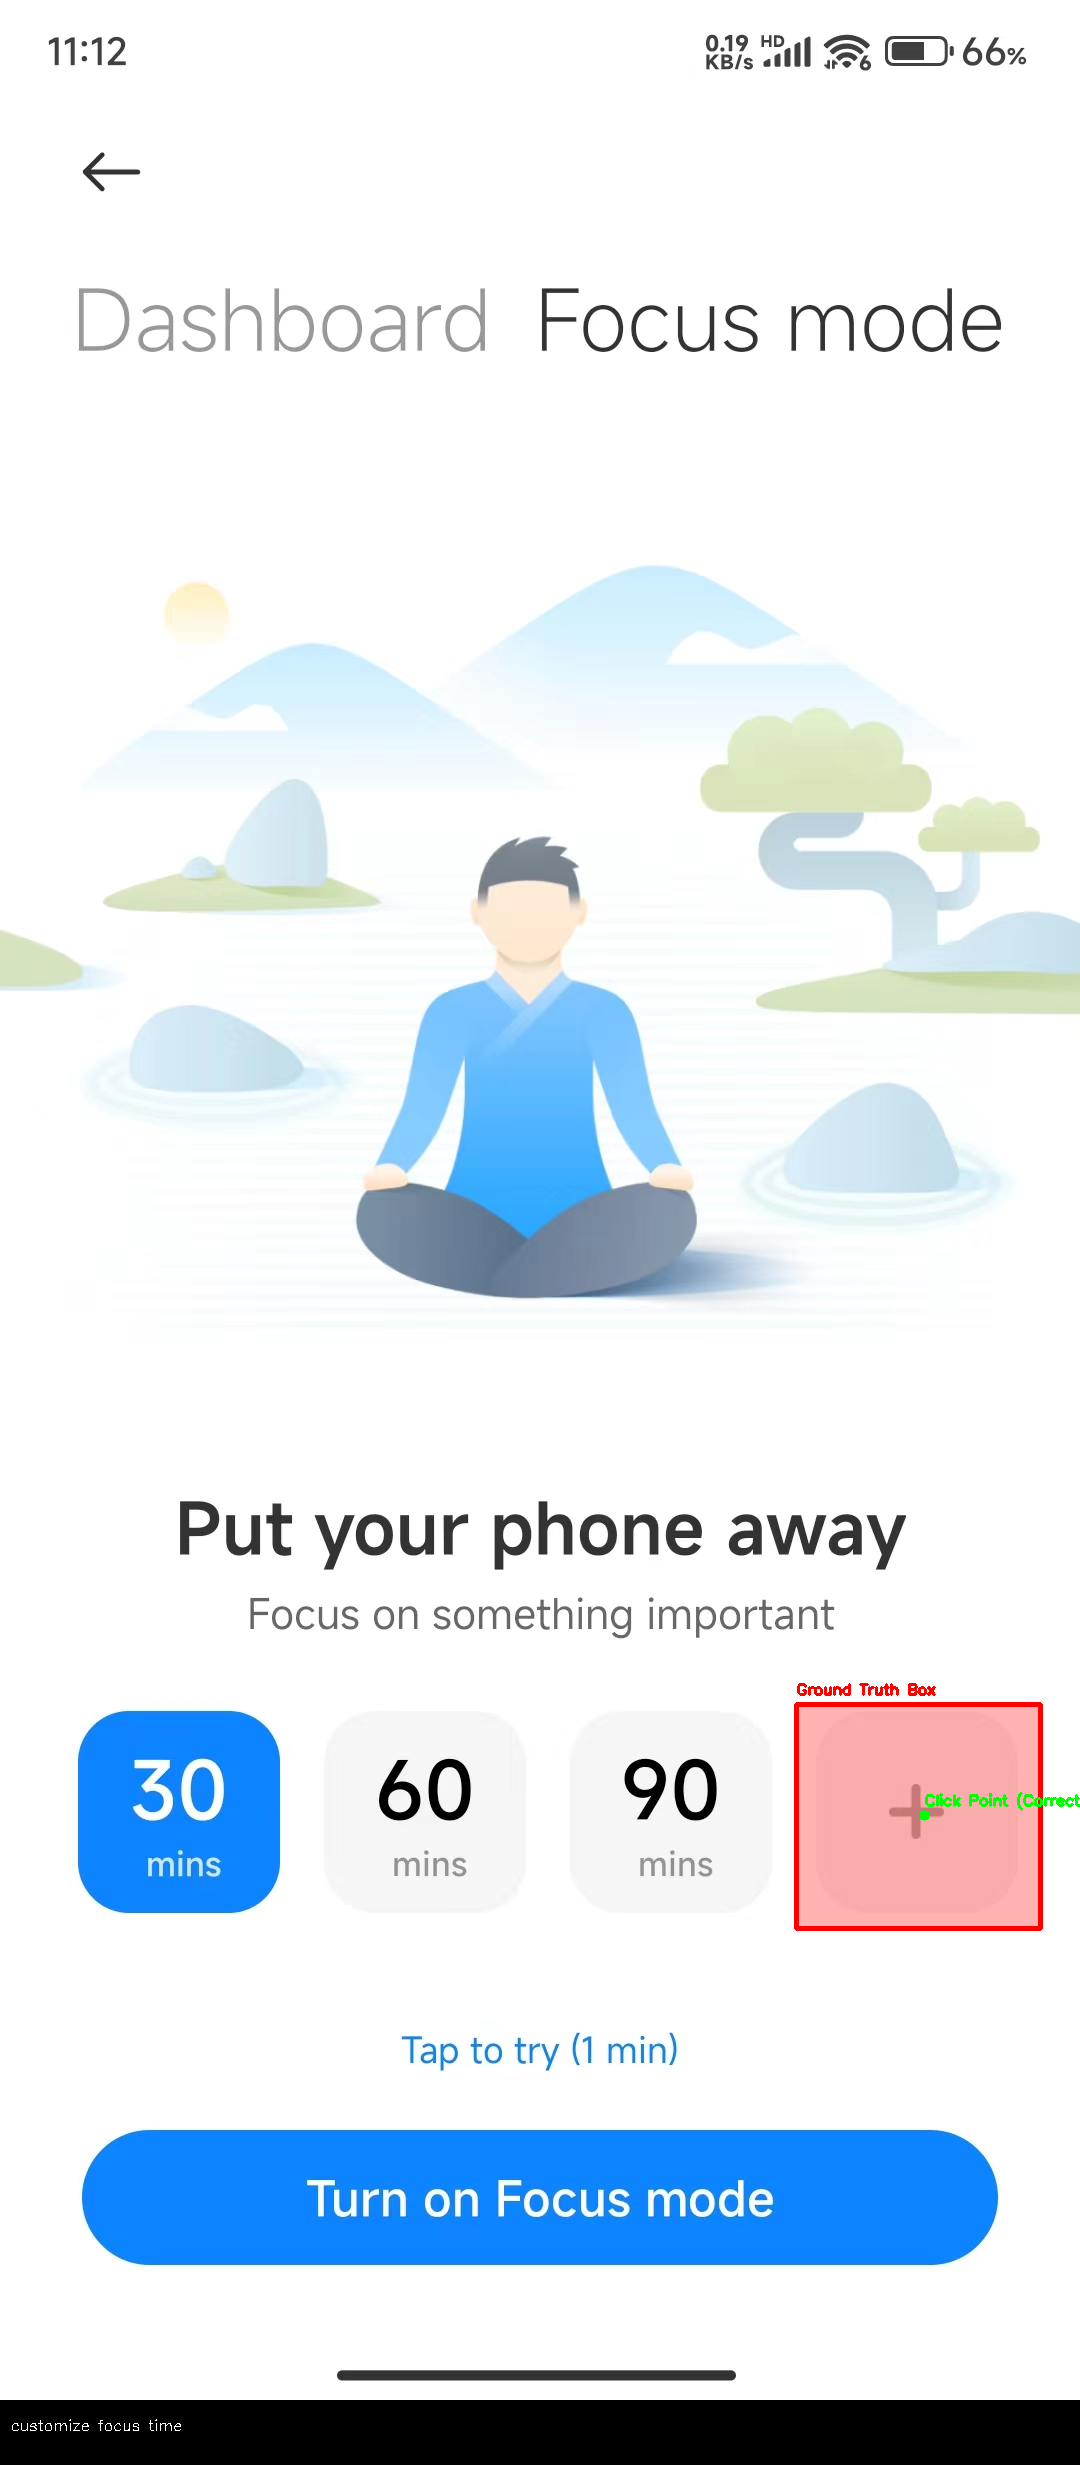 11:12
0.19 KB/s HD 6 66%
Dashboard Focus mode
Put your phone away
Focus on something important
Ground Truth Box
30 60 90 +
mins mins mins
Click Point (Correct
Tap to try (1 min)
Turn on Focus mode
customize focus time